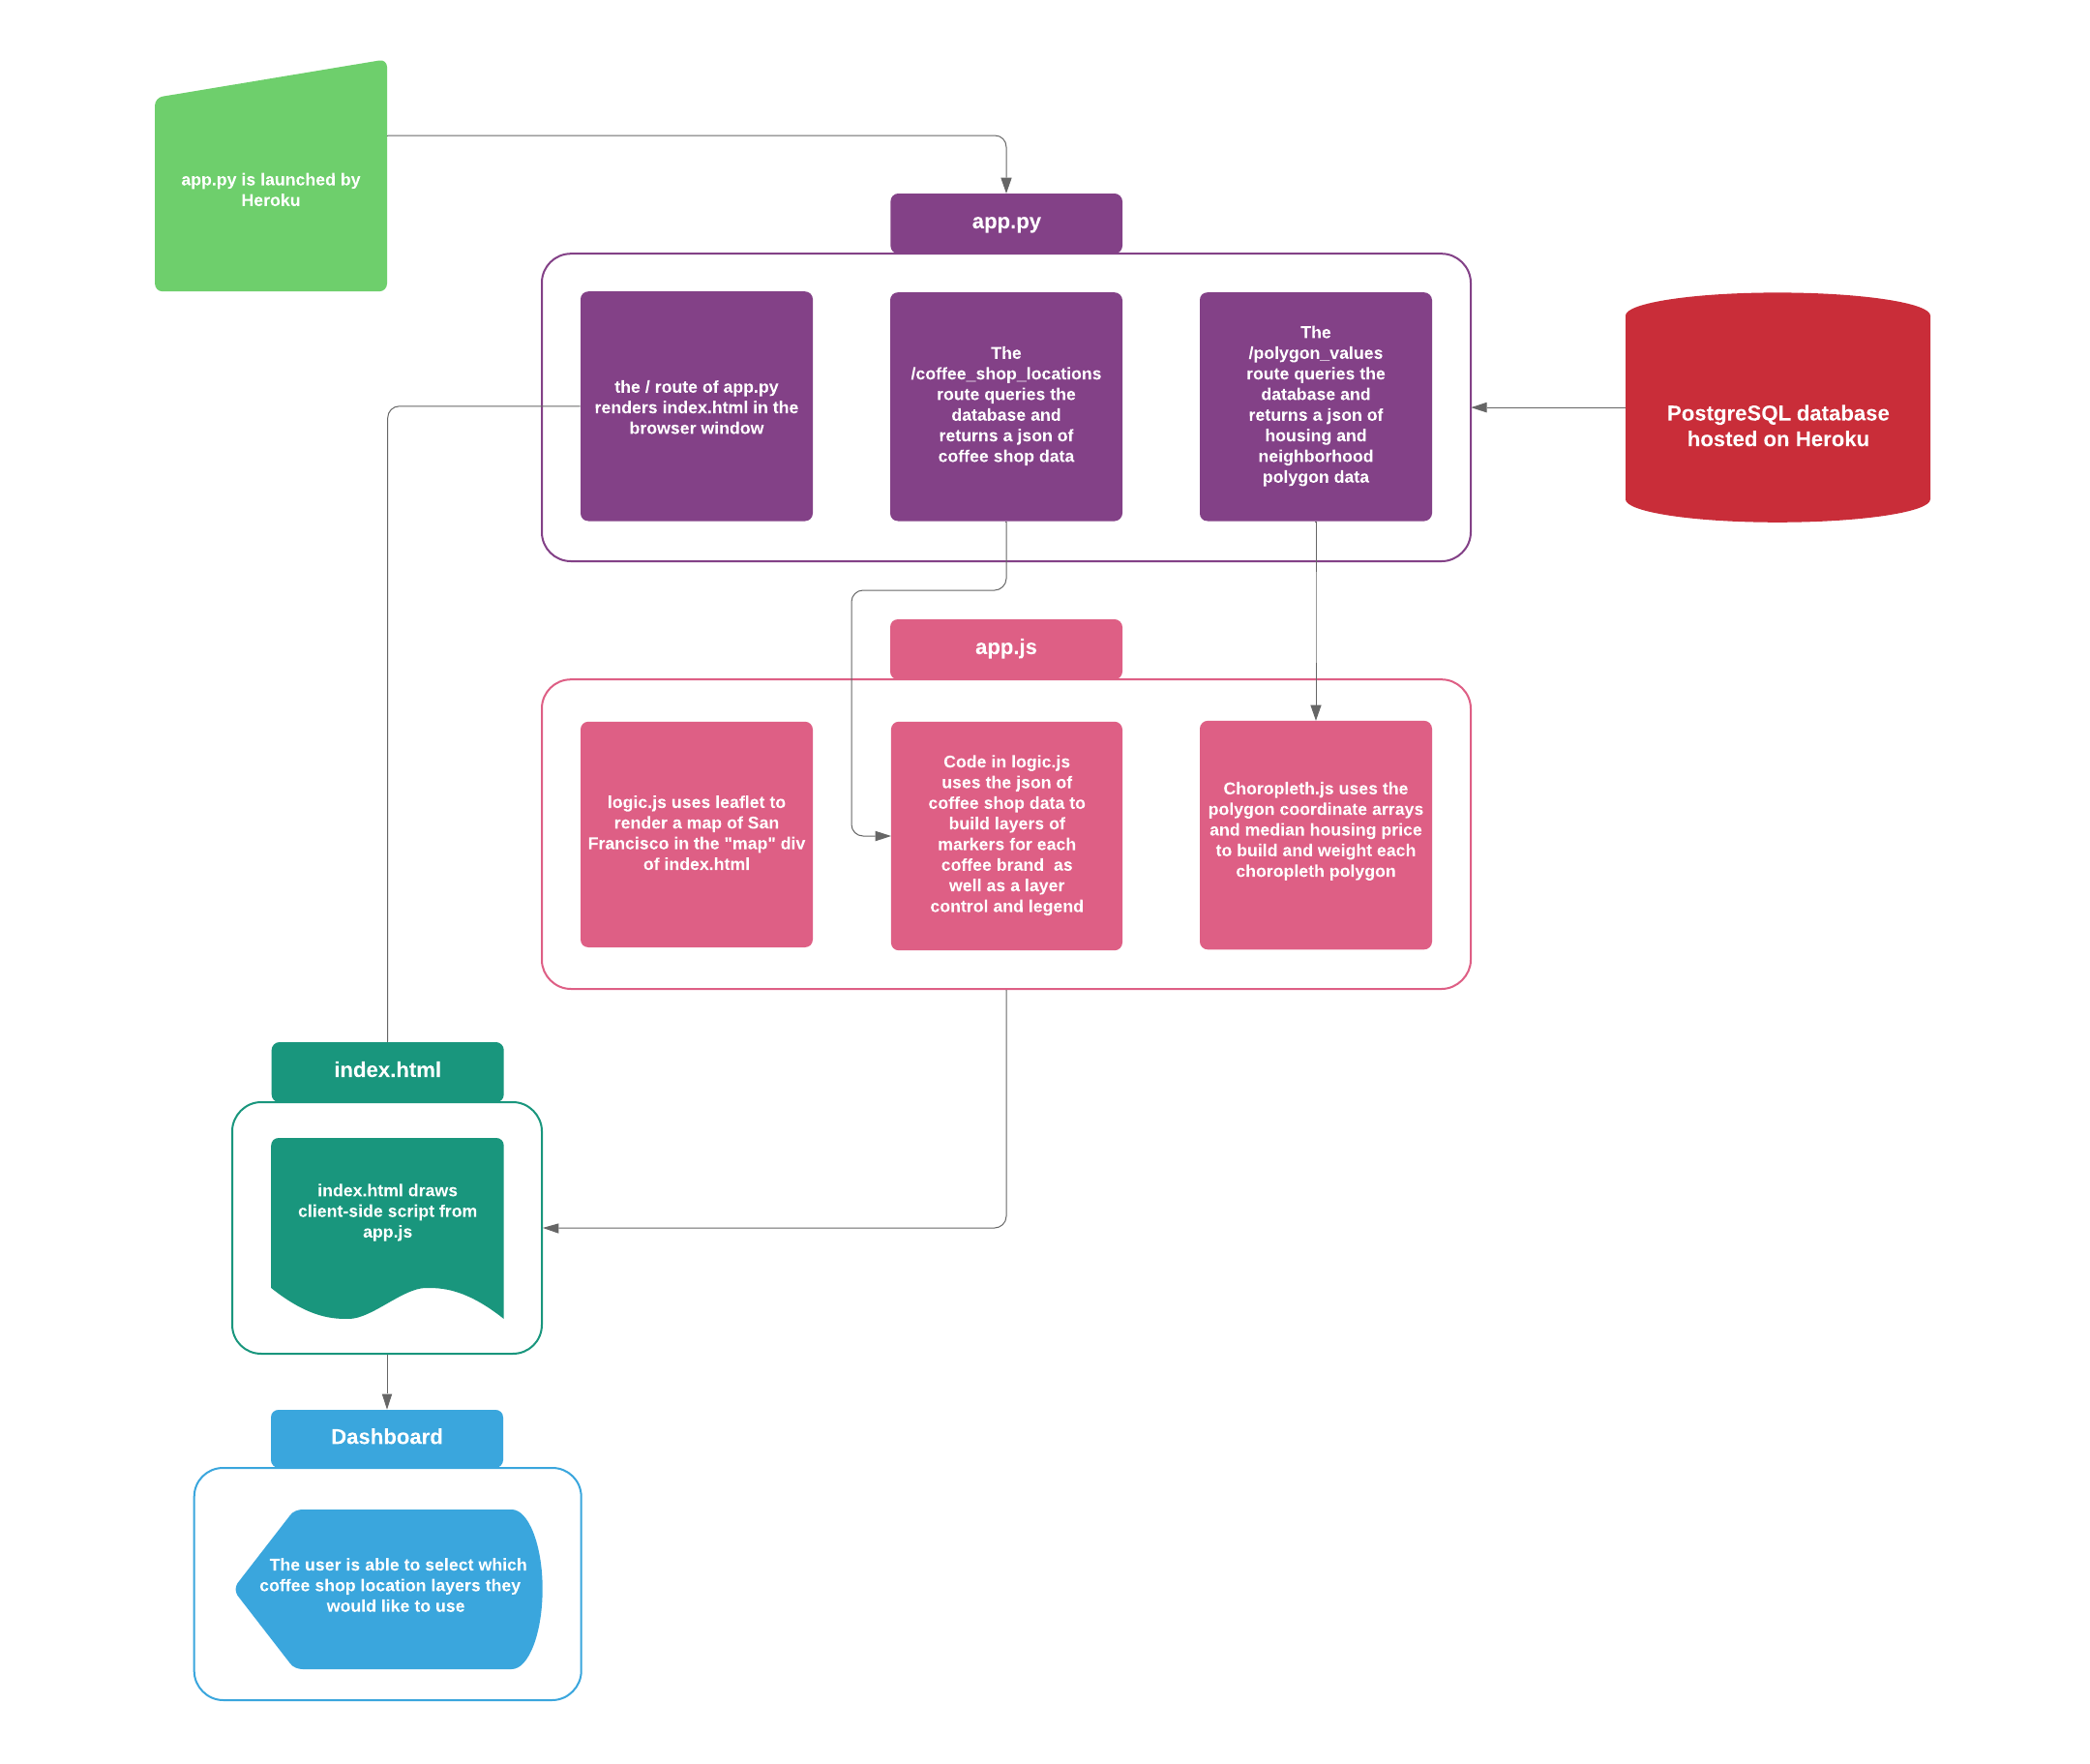 app.py is launched by
Heroku
app.py
the / route of app.py
renders index.html in the
browser window
The
/coffee_shop_locations
route queries the
database and
returns a json of
coffee shop data
The
/polygon_values
route queries the
database and
returns a json of
housing and
neighborhood
polygon data
PostgreSQL database
hosted on Heroku
app.js
logic.js uses leaflet to
render a map of San
Francisco in the "map" div
of index.html
Code in logic.js
uses the json of
coffee shop data to
build layers of
markers for each
coffee brand  as
well as a layer
control and legend
Choropleth.js uses the
polygon coordinate arrays
and median housing price
to build and weight each
choropleth polygon
index.html
index.html draws
client-side script from
app.js
Dashboard
The user is able to select which
coffee shop location layers they
would like to use